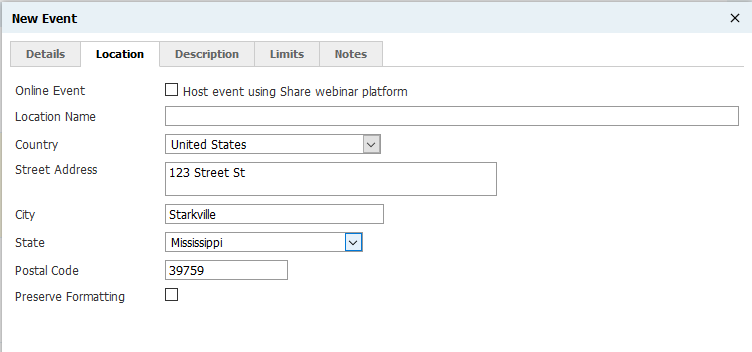 New Event
Details Location Description Limits Notes
Online Event Host event using Share webinar platform
Location Name
Country United States
Street Address 123 Street St
City Starkville
State Mississippi
Postal Code 39759
Preserve Formatting